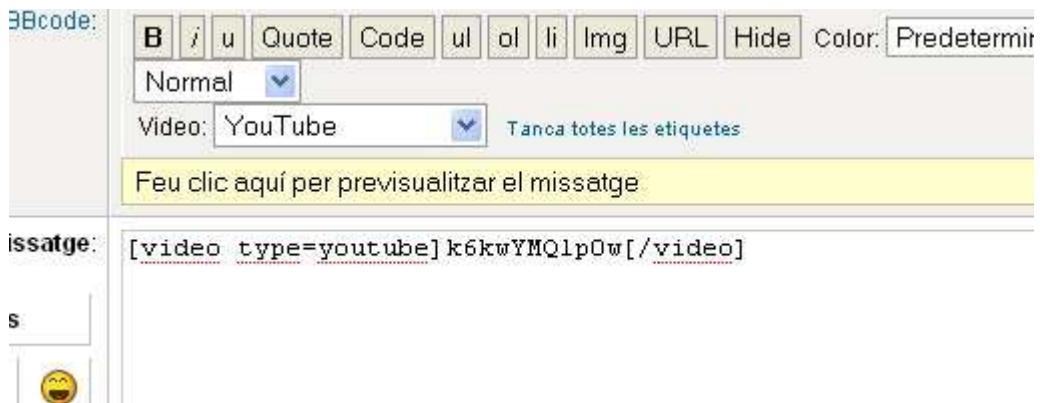 BBcode: B i u Quote Code ul ol li Img URL Hide Color: Predetermin
Normal
Video: YouTube Tanca totes les etiquetes
Feu clic aquí per previsualitzar el missatge
issatge: [video type=youtube]k6kwYMQlpOw[/video]
s